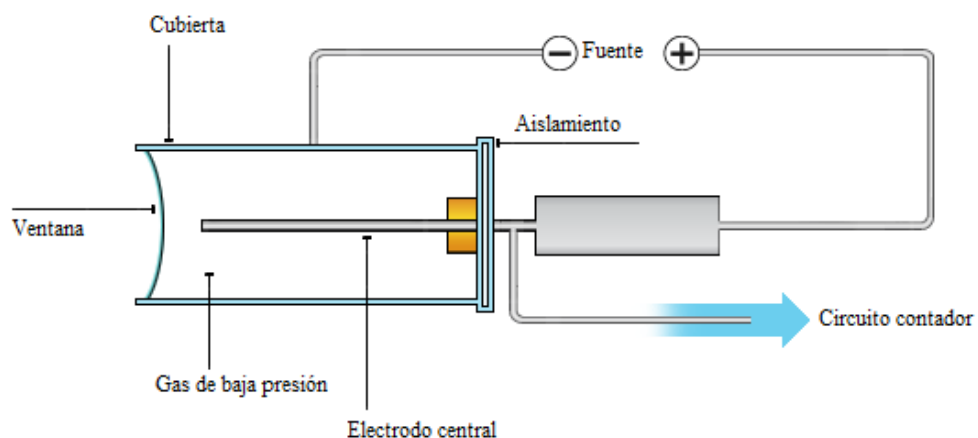 Cubierta
− Fuente +
Aislamiento
Ventana
Circuito contador
Gas de baja presión
Electrodo central